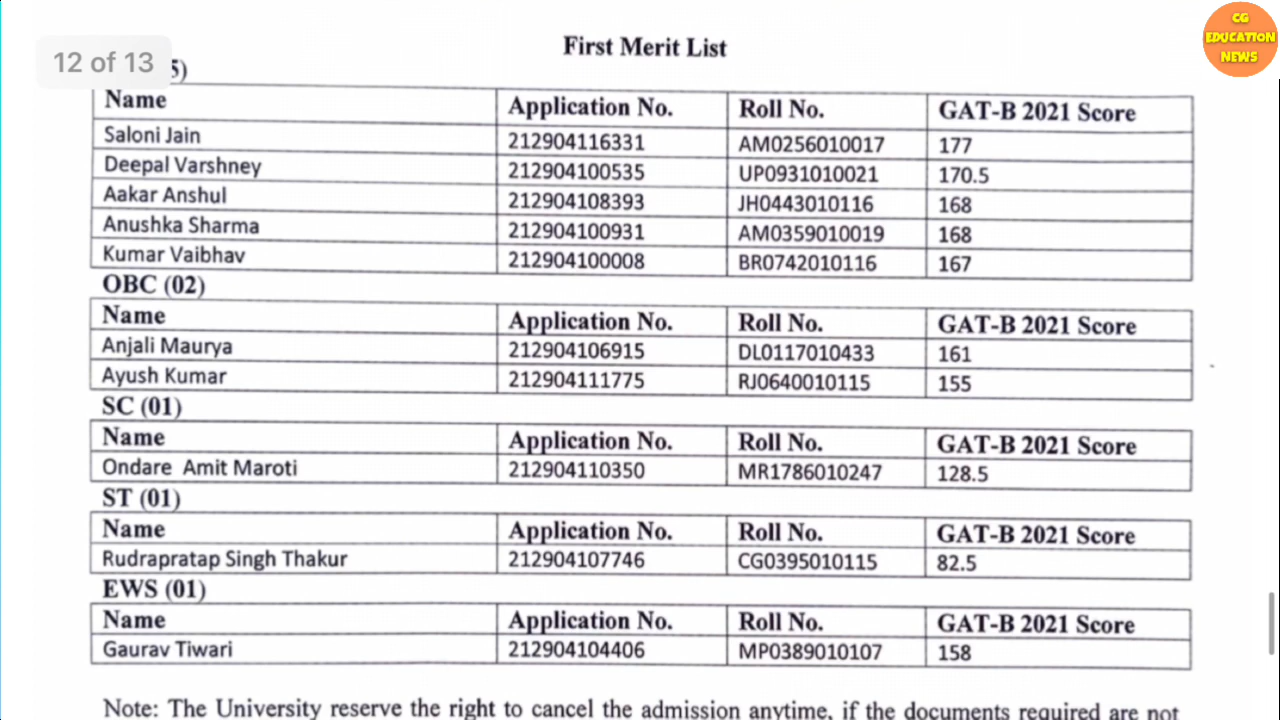 First Merit List
CG
EDUCATION
NEWS
12 of 13
5)
Name Application No. Roll No. GAT-B 2021 Score
Saloni Jain 212904116331 AM0256010017 177
Deepal Varshney 212904100535 UP0931010021 170.5
Aakar Anshul 212904108393 JH0443010116 168
Anushka Sharma 212904100931 AM0359010019 168
Kumar Vaibhav 212904100008 BR0742010116 167
OBC (02)
Name Application No. Roll No. GAT-B 2021 Score
Anjali Maurya 212904106915 DL0117010433 161
Ayush Kumar 212904111775 RJ0640010115 155
SC (01)
Name Application No. Roll No. GAT-B 2021 Score
Ondare Amit Maroti 212904110350 MR1786010247 128.5
ST (01)
Name Application No. Roll No. GAT-B 2021 Score
Rudrapratap Singh Thakur 212904107746 CG0395010115 82.5
EWS (01)
Name Application No. Roll No. GAT-B 2021 Score
Gaurav Tiwari 212904104406 MP0389010107 158
Note: The University reserve the right to cancel the admission anytime, if the documents required are not